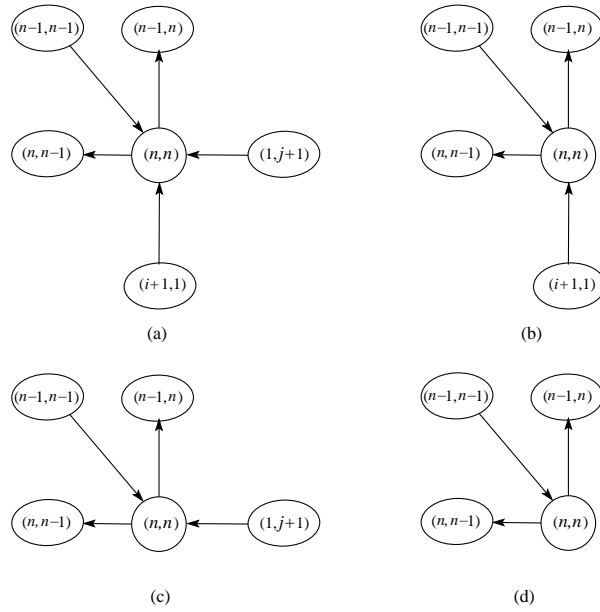 (n−1,n−1) (n−1,n) (n−1,n−1) (n−1,n)
(n,n−1) (n,n) (1,j+1) (n,n−1) (n,n)
(i+1,1) (i+1,1)
(a) (b)
(n−1,n−1) (n−1,n) (n−1,n−1) (n−1,n)
(n,n−1) (n,n) (1,j+1) (n,n−1) (n,n)
(c) (d)